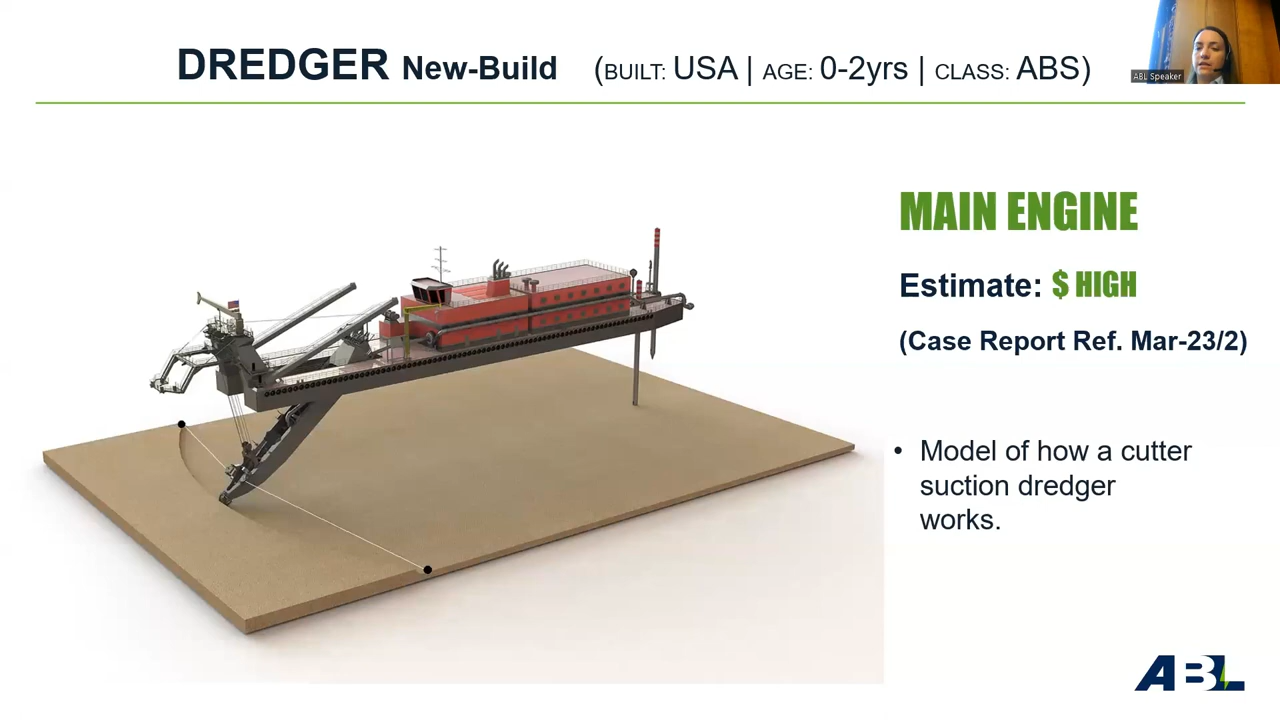 DREDGER New-Build (BUILT: USA | AGE: 0-2yrs | CLASS: ABS)
ABL Speaker
MAIN ENGINE
Estimate: $ HIGH
(Case Report Ref. Mar-23/2)
• Model of how a cutter
suction dredger
works.
ABL